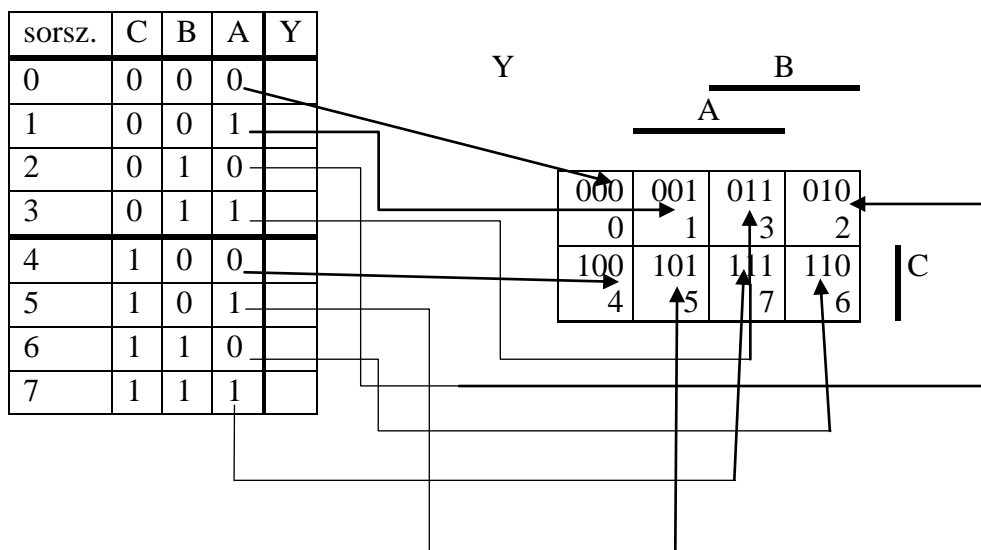 sorsz. C B A Y
0 0 0 0
1 0 0 1
2 0 1 0
3 0 1 1
4 1 0 0
5 1 0 1
6 1 1 0
7 1 1 1
Y B
A
000 001 011 010
0 1 3 2
100 101 111 110 C
4 5 7 6